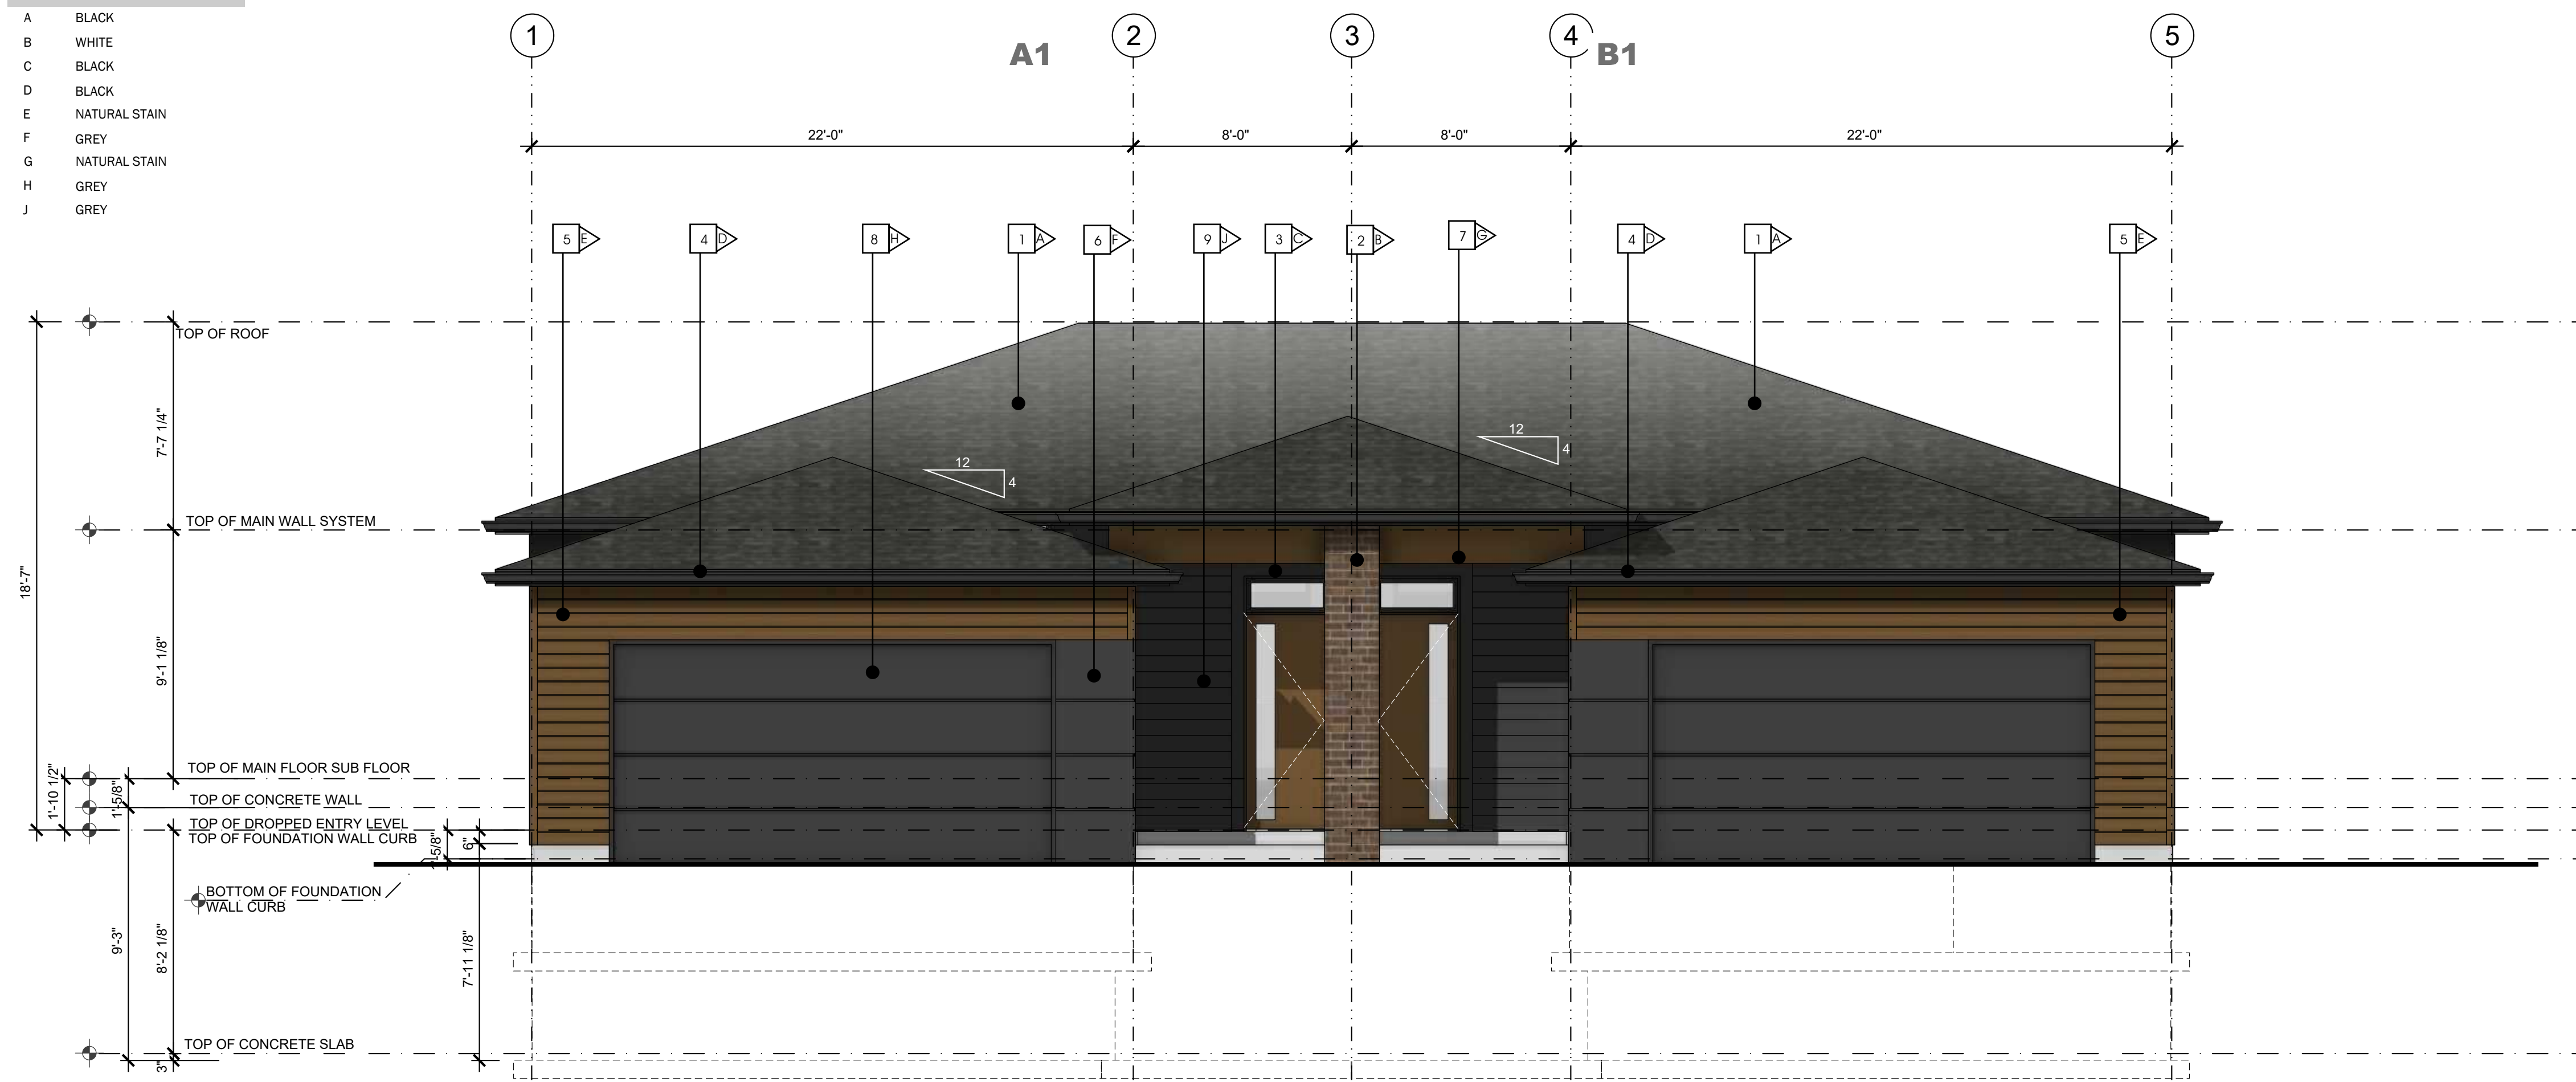 A BLACK
B WHITE
C BLACK
D BLACK
E NATURAL STAIN
F GREY
G NATURAL STAIN
H GREY
J GREY
1 A1 2 3 4 B1 5
22'-0" 8'-0" 8'-0" 22'-0"
5 E 4 D 8 H 1 A 6 F 9 J 3 C 2 B 7 G 4 D 1 A 5 E
TOP OF ROOF
7'-7 1/4"
12
4
12
4
TOP OF MAIN WALL SYSTEM
18'-7"
9'-1 1/8"
TOP OF MAIN FLOOR SUB FLOOR
1'-10 1/2"
1'-5/8"
TOP OF CONCRETE WALL
TOP OF DROPPED ENTRY LEVEL
TOP OF FOUNDATION WALL CURB
6"
BOTTOM OF FOUNDATION
WALL CURB
9'-3"
8'-2 1/8"
7'-11 1/8"
TOP OF CONCRETE SLAB
3"